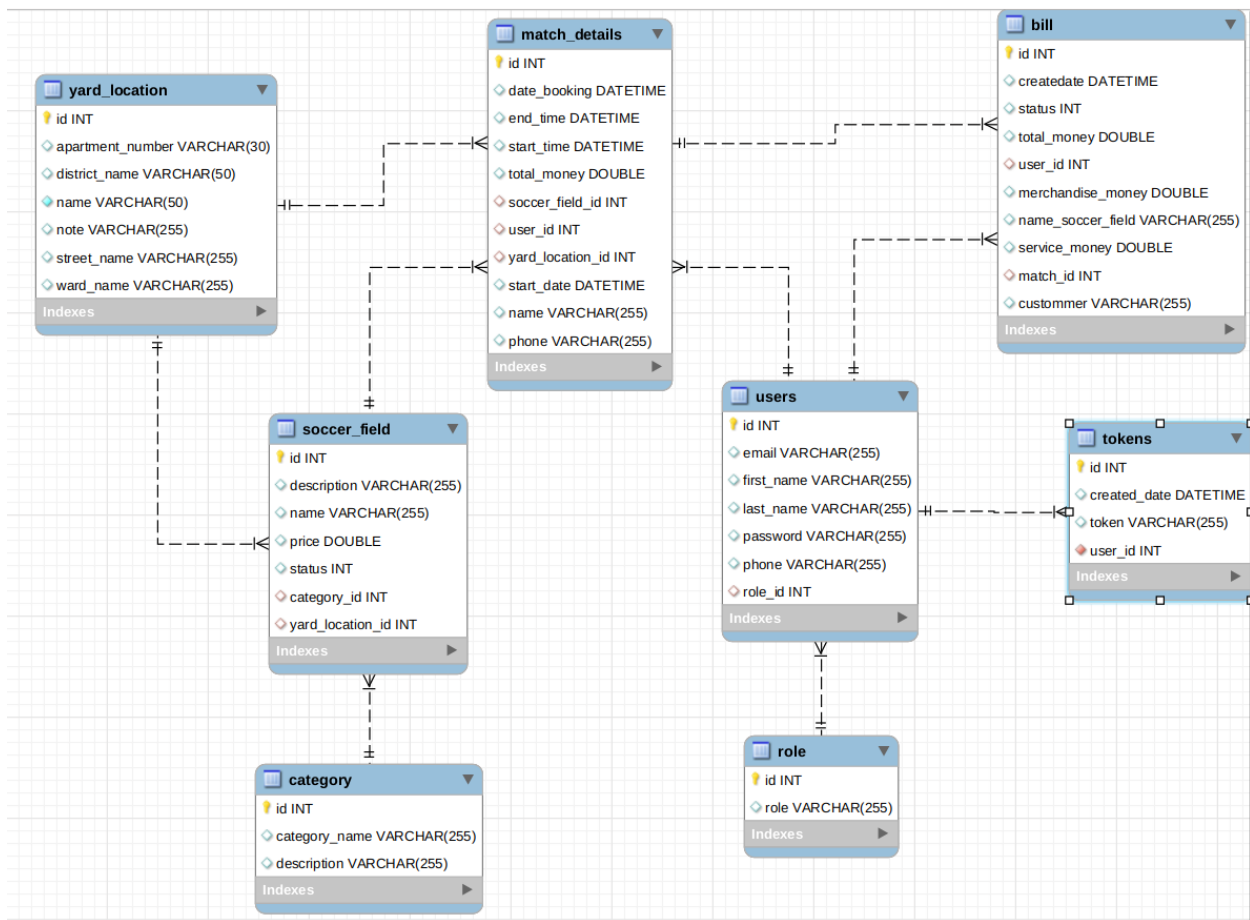 yard_location
id INT
apartment_number VARCHAR(30)
district_name VARCHAR(50)
name VARCHAR(50)
note VARCHAR(255)
street_name VARCHAR(255)
ward_name VARCHAR(255)
Indexes
match_details
id INT
date_booking DATETIME
end_time DATETIME
start_time DATETIME
total_money DOUBLE
soccer_field_id INT
user_id INT
yard_location_id INT
start_date DATETIME
name VARCHAR(255)
phone VARCHAR(255)
Indexes
bill
id INT
createdate DATETIME
status INT
total_money DOUBLE
user_id INT
merchandise_money DOUBLE
name_soccer_field VARCHAR(255)
service_money DOUBLE
match_id INT
custommer VARCHAR(255)
Indexes
soccer_field
id INT
description VARCHAR(255)
name VARCHAR(255)
price DOUBLE
status INT
category_id INT
yard_location_id INT
Indexes
users
id INT
email VARCHAR(255)
first_name VARCHAR(255)
last_name VARCHAR(255)
password VARCHAR(255)
phone VARCHAR(255)
role_id INT
Indexes
tokens
id INT
created_date DATETIME
token VARCHAR(255)
user_id INT
Indexes
category
id INT
category_name VARCHAR(255)
description VARCHAR(255)
Indexes
role
id INT
role VARCHAR(255)
Indexes